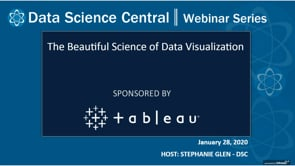 Data Science Central || Webinar Series
The Beautiful Science of Data Visualization
SPONSORED BY
+ a b | e a u
January 28, 2020
HOST: STEPHANIE GLEN - DSC